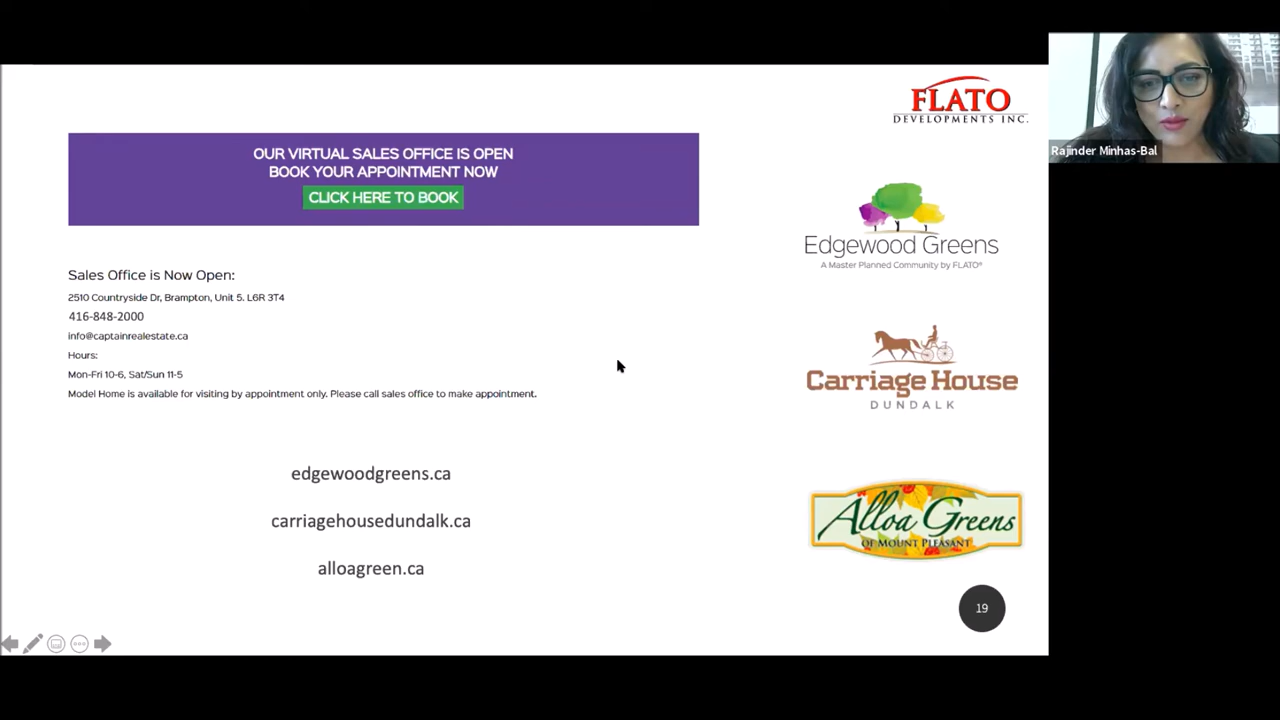 FLATO
DEVELOPMENTS INC.
Rajinder Minhas-Bal
OUR VIRTUAL SALES OFFICE IS OPEN
BOOK YOUR APPOINTMENT NOW
CLICK HERE TO BOOK
Edgewood Greens
A Master Planned Community by FLATO®
Sales Office is Now Open:
2510 Countryside Dr, Brampton, Unit 5. L6R 3T4
416-848-2000
info@captainrealestate.ca
Hours:
Mon-Fri 10-6, Sat/Sun 11-5
Model Home is available for visiting by appointment only. Please call sales office to make appointment.
Carriage House
DUNDALK
edgewoodgreens.ca
carriagehousedundalk.ca
alloagreen.ca
Alloa Greens
OF MOUNT PLEASANT
19